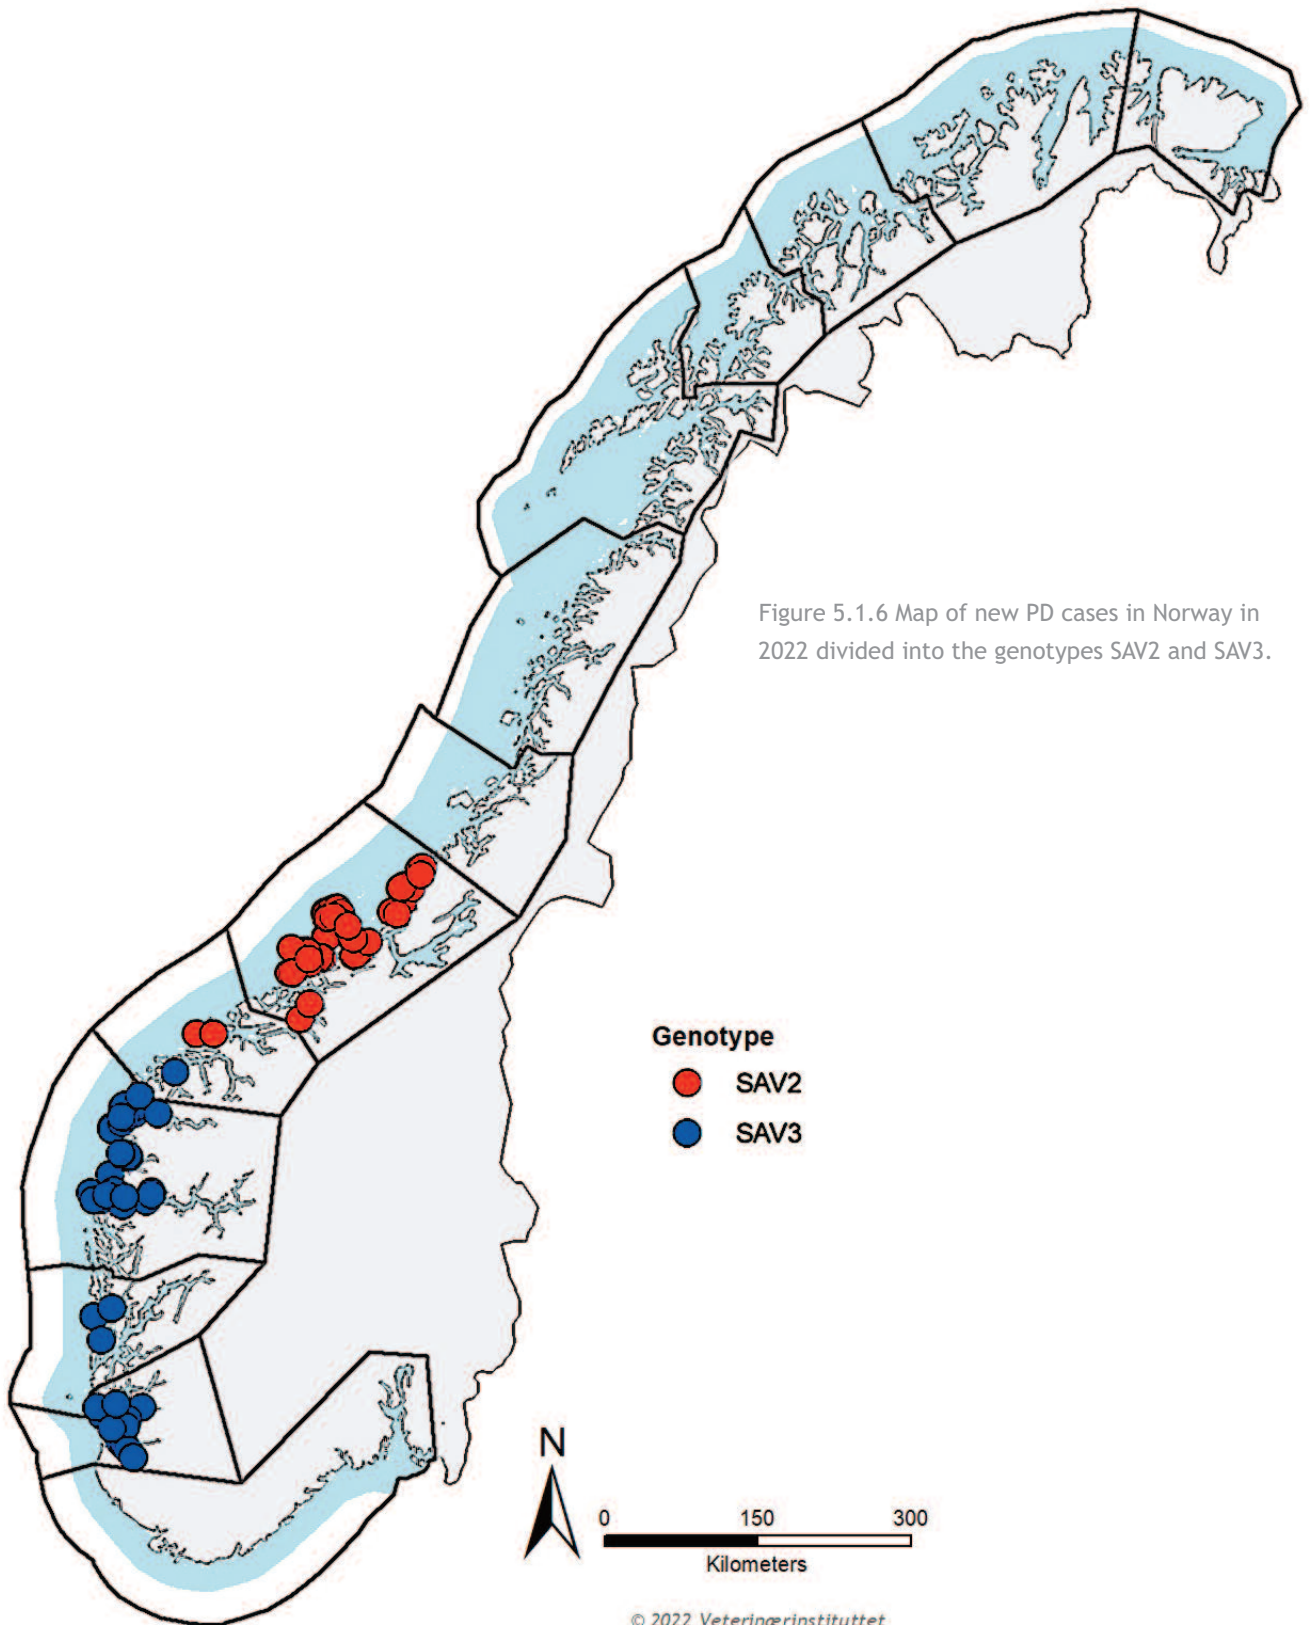 Figure 5.1.6 Map of new PD cases in Norway in
2022 divided into the genotypes SAV2 and SAV3.
Genotype
SAV2
SAV3
N
0 150 300
Kilometers
© 2022 Veterinærinstituttet